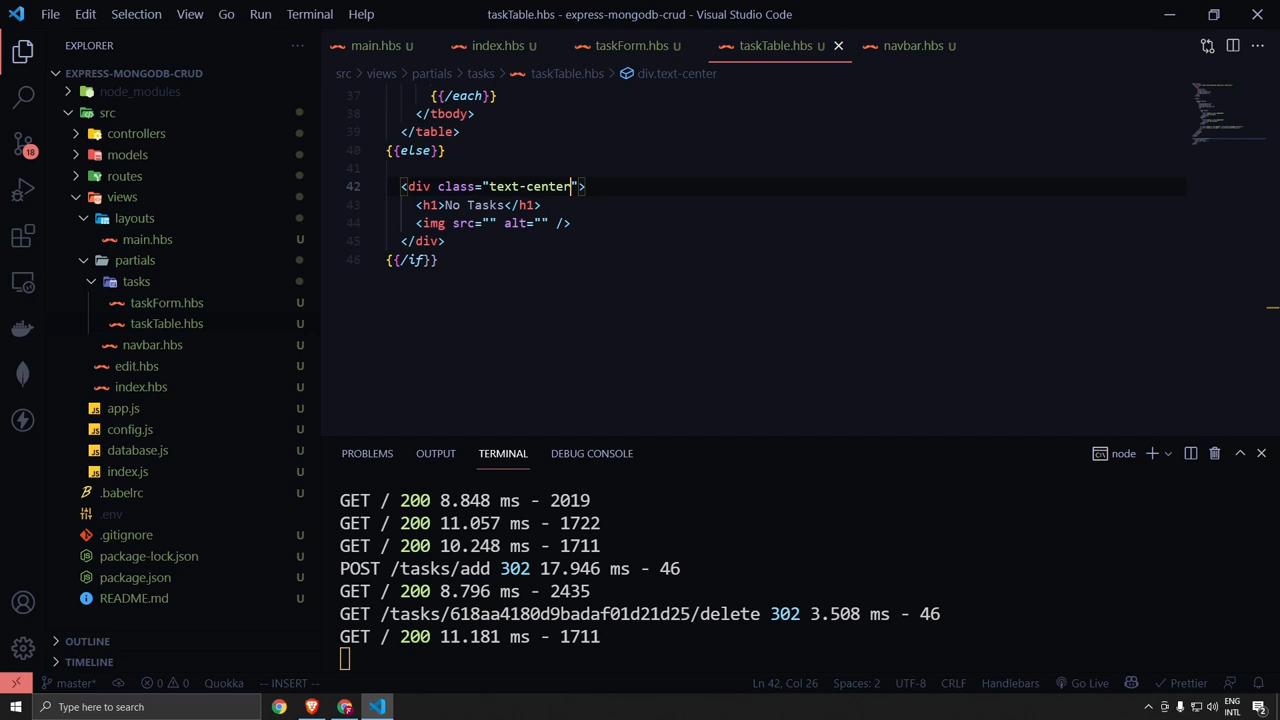 File Edit Selection View Go Run Terminal Help
taskTable.hbs - express-mongodb-crud - Visual Studio Code
EXPLORER
EXPRESS-MONGODB-CRUD
node_modules
src
controllers
models
routes
views
layouts
main.hbs U
partials
tasks
taskForm.hbs U
taskTable.hbs U
navbar.hbs U
edit.hbs U
index.hbs U
app.js U
config.js U
database.js U
index.js U
.babelrc U
.env
.gitignore U
package-lock.json U
package.json U
README.md U
OUTLINE
TIMELINE
18
main.hbs U index.hbs U taskForm.hbs U taskTable.hbs U navbar.hbs U
src > views > partials > tasks > taskTable.hbs > div.text-center
37 {{/each}}
38 </tbody>
39 </table>
40 {{else}}
41
42 <div class="text-center">
43 <h1>No Tasks</h1>
44 <img src="" alt="" />
45 </div>
46 {{/if}}
PROBLEMS OUTPUT TERMINAL DEBUG CONSOLE node
GET / 200 8.848 ms - 2019
GET / 200 11.057 ms - 1722
GET / 200 10.248 ms - 1711
POST /tasks/add 302 17.946 ms - 46
GET / 200 8.796 ms - 2435
GET /tasks/618aa4180d9badaf01d21d25/delete 302 3.508 ms - 46
GET / 200 11.181 ms - 1711
master* 0 0 Quokka -- INSERT -- Ln 42, Col 26 Spaces: 2 UTF-8 CRLF Handlebars Go Live Prettier
Type here to search
ENG
INTL
2